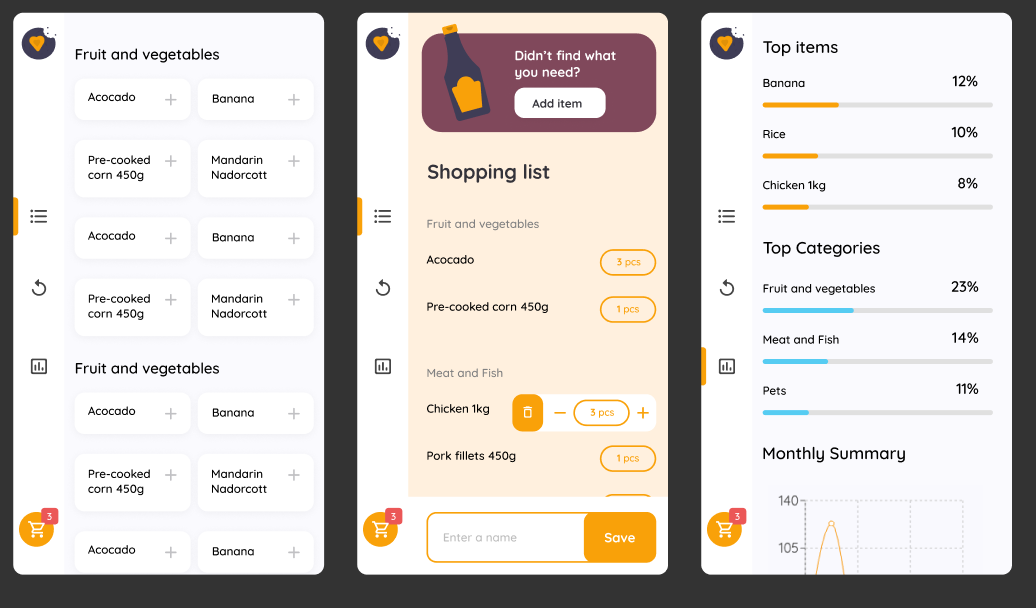 Fruit and vegetables
Acocado
Banana
Pre-cooked
corn 450g
Mandarin
Nadorcott
Acocado
Banana
Pre-cooked
corn 450g
Mandarin
Nadorcott
Fruit and vegetables
Acocado
Banana
Pre-cooked
corn 450g
Mandarin
Nadorcott
3
Acocado
Banana
Didn't find what
you need?
Add item
Shopping list
Fruit and vegetables
Acocado
3 pcs
Pre-cooked corn 450g
1 pcs
Meat and Fish
Chicken 1kg
3 pcs
Pork fillets 450g
1 pcs
3
Enter a name
Save
Top items
Banana
12%
Rice
10%
Chicken 1kg
8%
Top Categories
Fruit and vegetables
23%
Meat and Fish
14%
Pets
11%
Monthly Summary
140
3
105